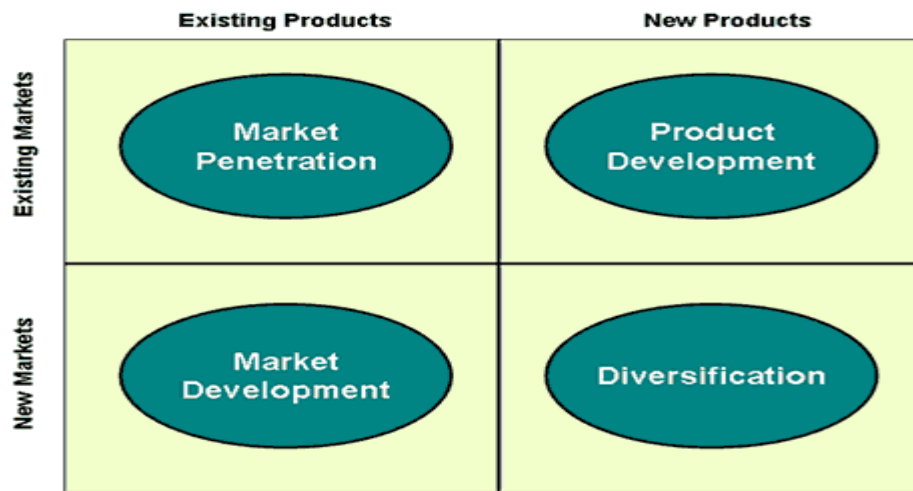 Existing Products
New Products
Existing Markets
Market
Penetration
Product
Development
New Markets
Market
Development
Diversification